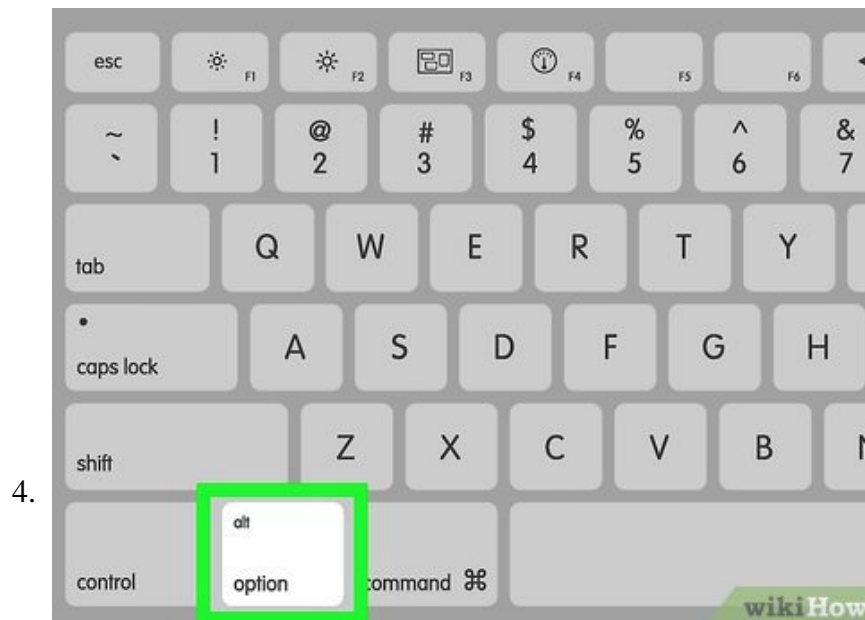 esc F1 F2 F3 F4 F5 F6
~ ! @ # $ % ^ &
` 1 2 3 4 5 6 7
tab Q W E R T Y
caps lock A S D F G H
shift Z X C V B
4.
alt
control option command ⌘
wikiHow